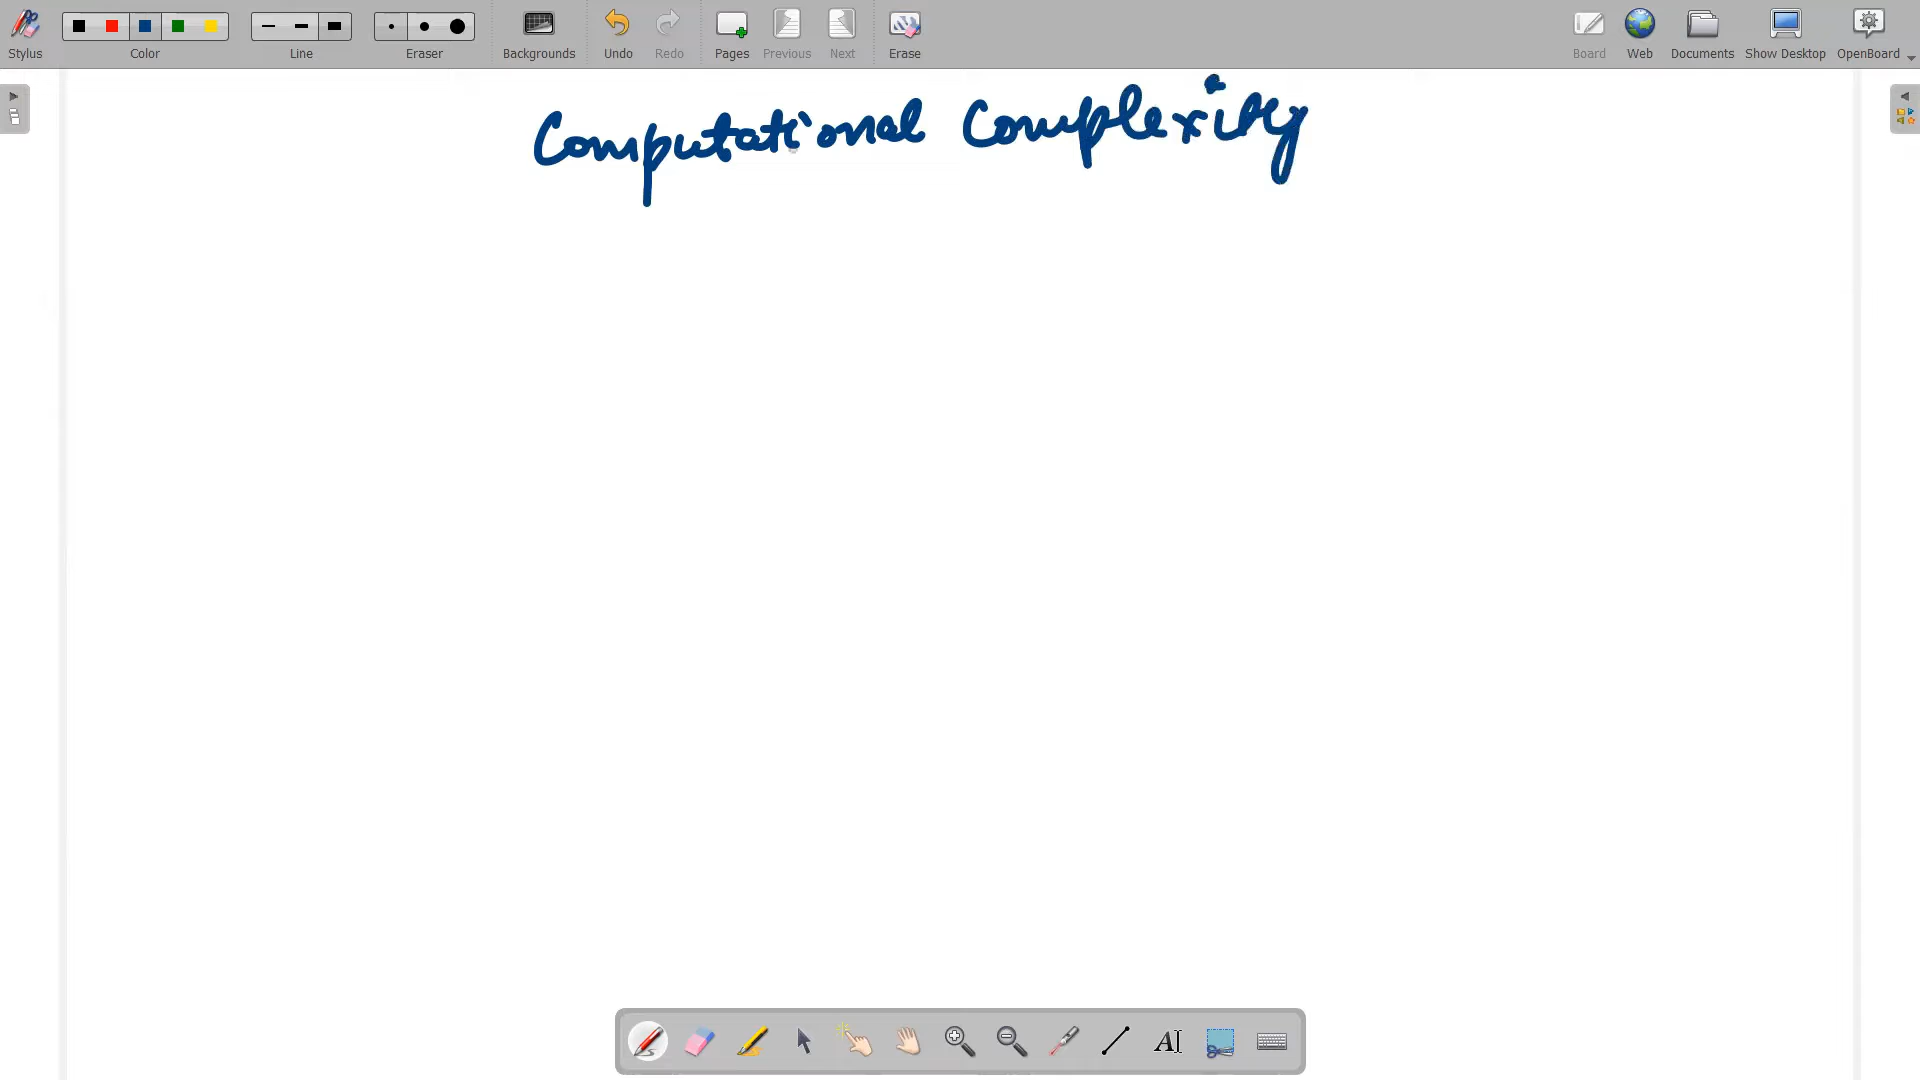 Stylus Color Line Eraser Backgrounds Undo Redo Pages Previous Next Erase Board Web Documents Show Desktop OpenBoard
Computational Complexity
AI